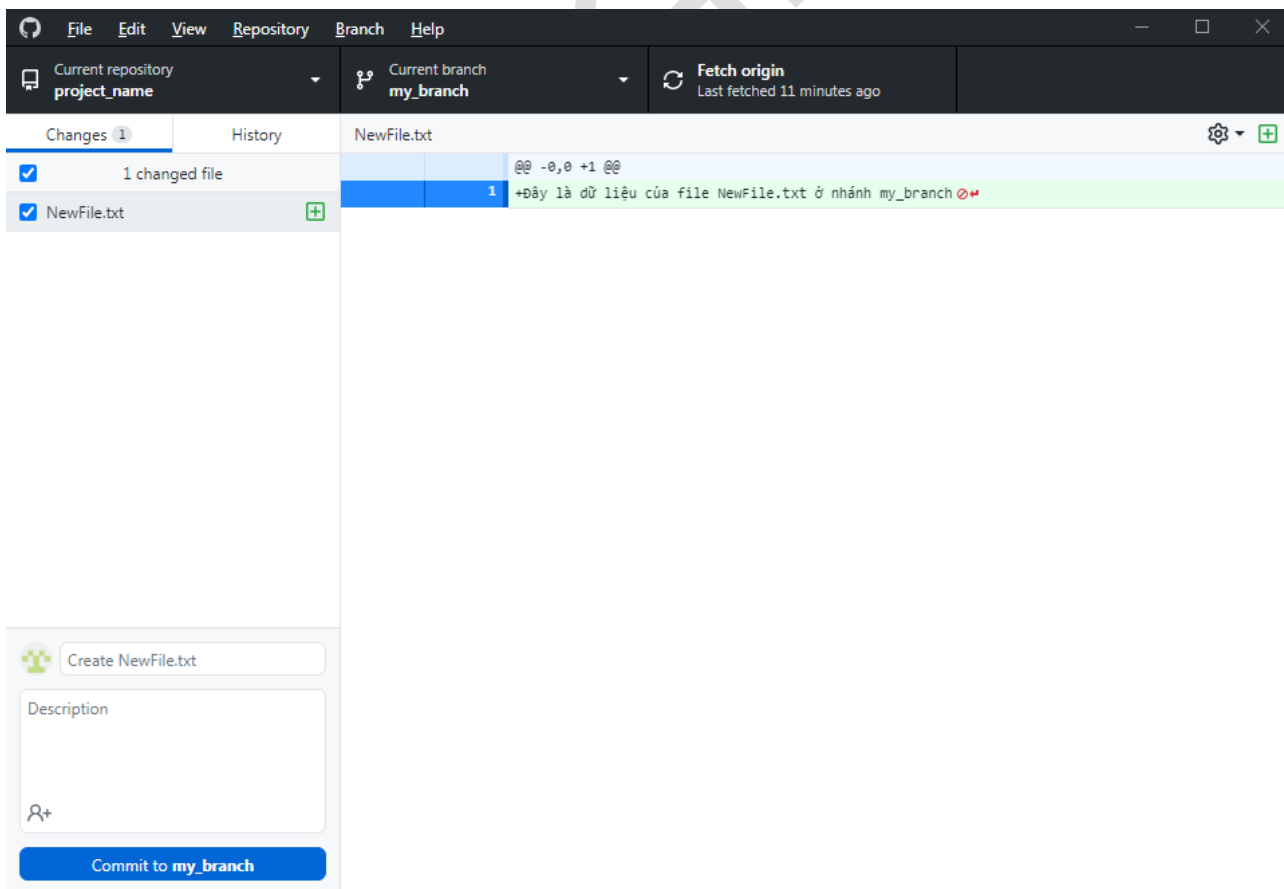 File Edit View Repository Branch Help
Current repository
project_name
Current branch
my_branch
Fetch origin
Last fetched 11 minutes ago
Changes 1 History
NewFile.txt
1 changed file
@@ -0,0 +1 @@
1 +Đây là dữ liệu của file NewFile.txt ở nhánh my_branch
NewFile.txt
Create NewFile.txt
Description
Commit to my_branch